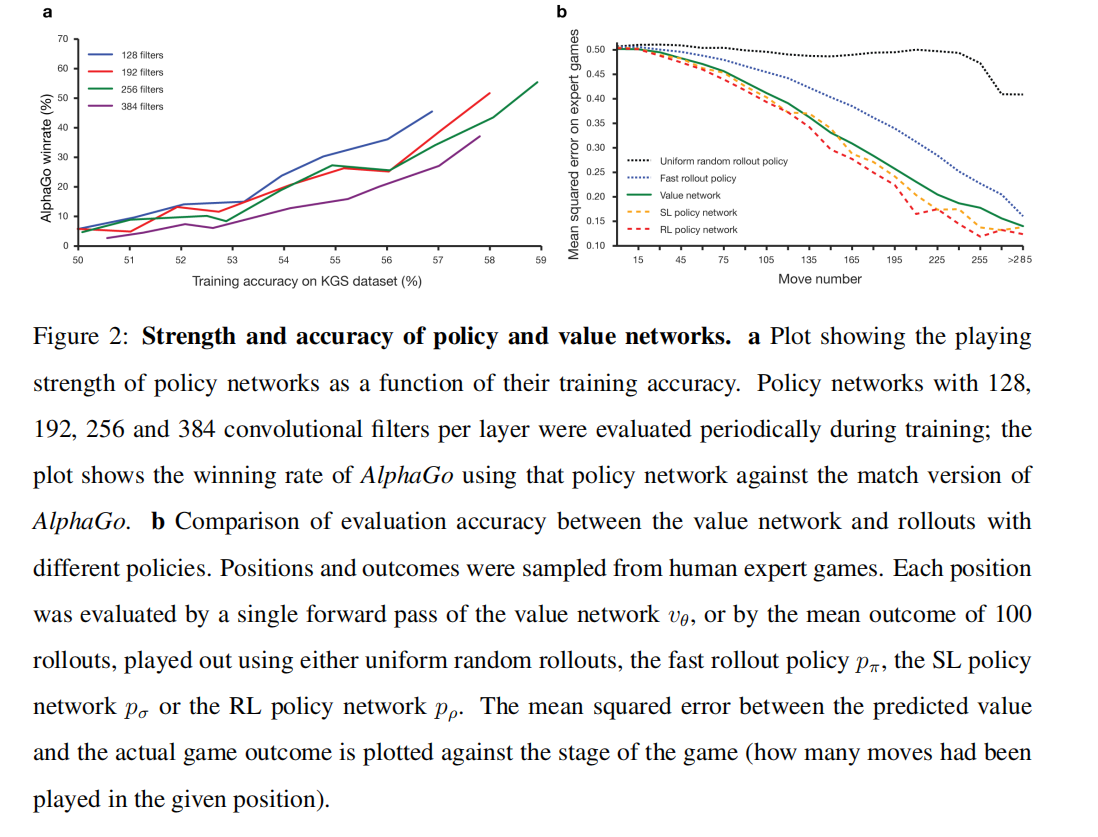 a
AlphaGo winrate (%)
70
60
50
40
30
20
10
0
128 filters
192 filters
256 filters
384 filters
50 51 52 53 54 55 56 57 58 59
Training accuracy on KGS dataset (%)
b
Mean squared error on expert games
0.50
0.45
0.40
0.35
0.30
0.25
0.20
0.15
0.10
Uniform random rollout policy
Fast rollout policy
Value network
SL policy network
RL policy network
15 45 75 105 135 165 195 225 255 >285
Move number
Figure 2: Strength and accuracy of policy and value networks. a Plot showing the playing
strength of policy networks as a function of their training accuracy. Policy networks with 128,
192, 256 and 384 convolutional filters per layer were evaluated periodically during training; the
plot shows the winning rate of AlphaGo using that policy network against the match version of
AlphaGo. b Comparison of evaluation accuracy between the value network and rollouts with
different policies. Positions and outcomes were sampled from human expert games. Each position
was evaluated by a single forward pass of the value network vθ, or by the mean outcome of 100
rollouts, played out using either uniform random rollouts, the fast rollout policy pπ, the SL policy
network pσ or the RL policy network pρ. The mean squared error between the predicted value
and the actual game outcome is plotted against the stage of the game (how many moves had been
played in the given position).